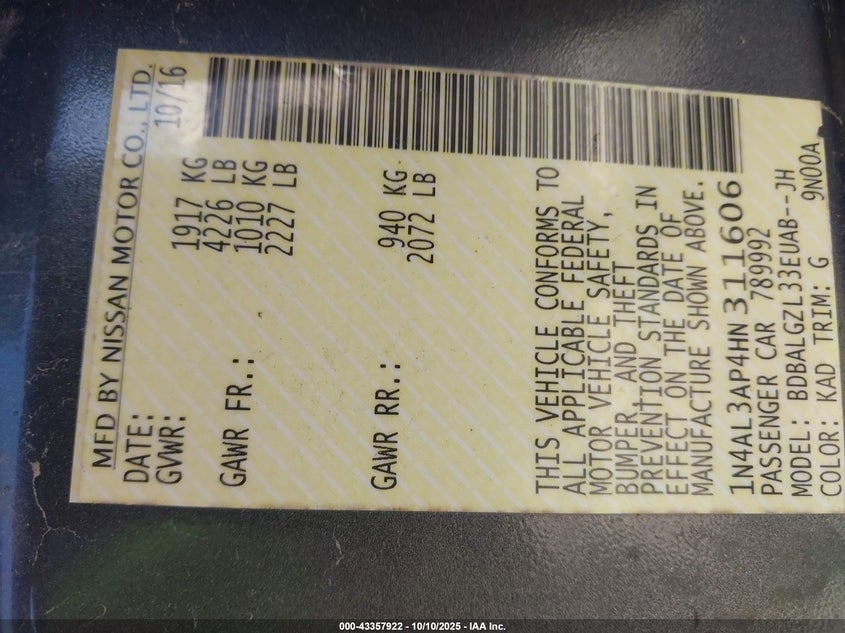 MFD BY NISSAN MOTOR CO., LTD.
DATE: 10/16
GVWR: 1917 KG
4226 LB
GAWR FR.: 1010 KG
2227 LB
GAWR RR.: 940 KG
2072 LB
THIS VEHICLE CONFORMS TO
ALL APPLICABLE FEDERAL
MOTOR VEHICLE SAFETY,
BUMPER, AND THEFT
PREVENTION STANDARDS IN
EFFECT ON THE DATE OF
MANUFACTURE SHOWN ABOVE.
1N4AL3AP4HN311606
PASSENGER CAR 789992
MODEL: BDBALGZL33EUAB--JH
COLOR: KAD TRIM: G 9N00A
000-43357922 - 10/10/2025 - IAA Inc.